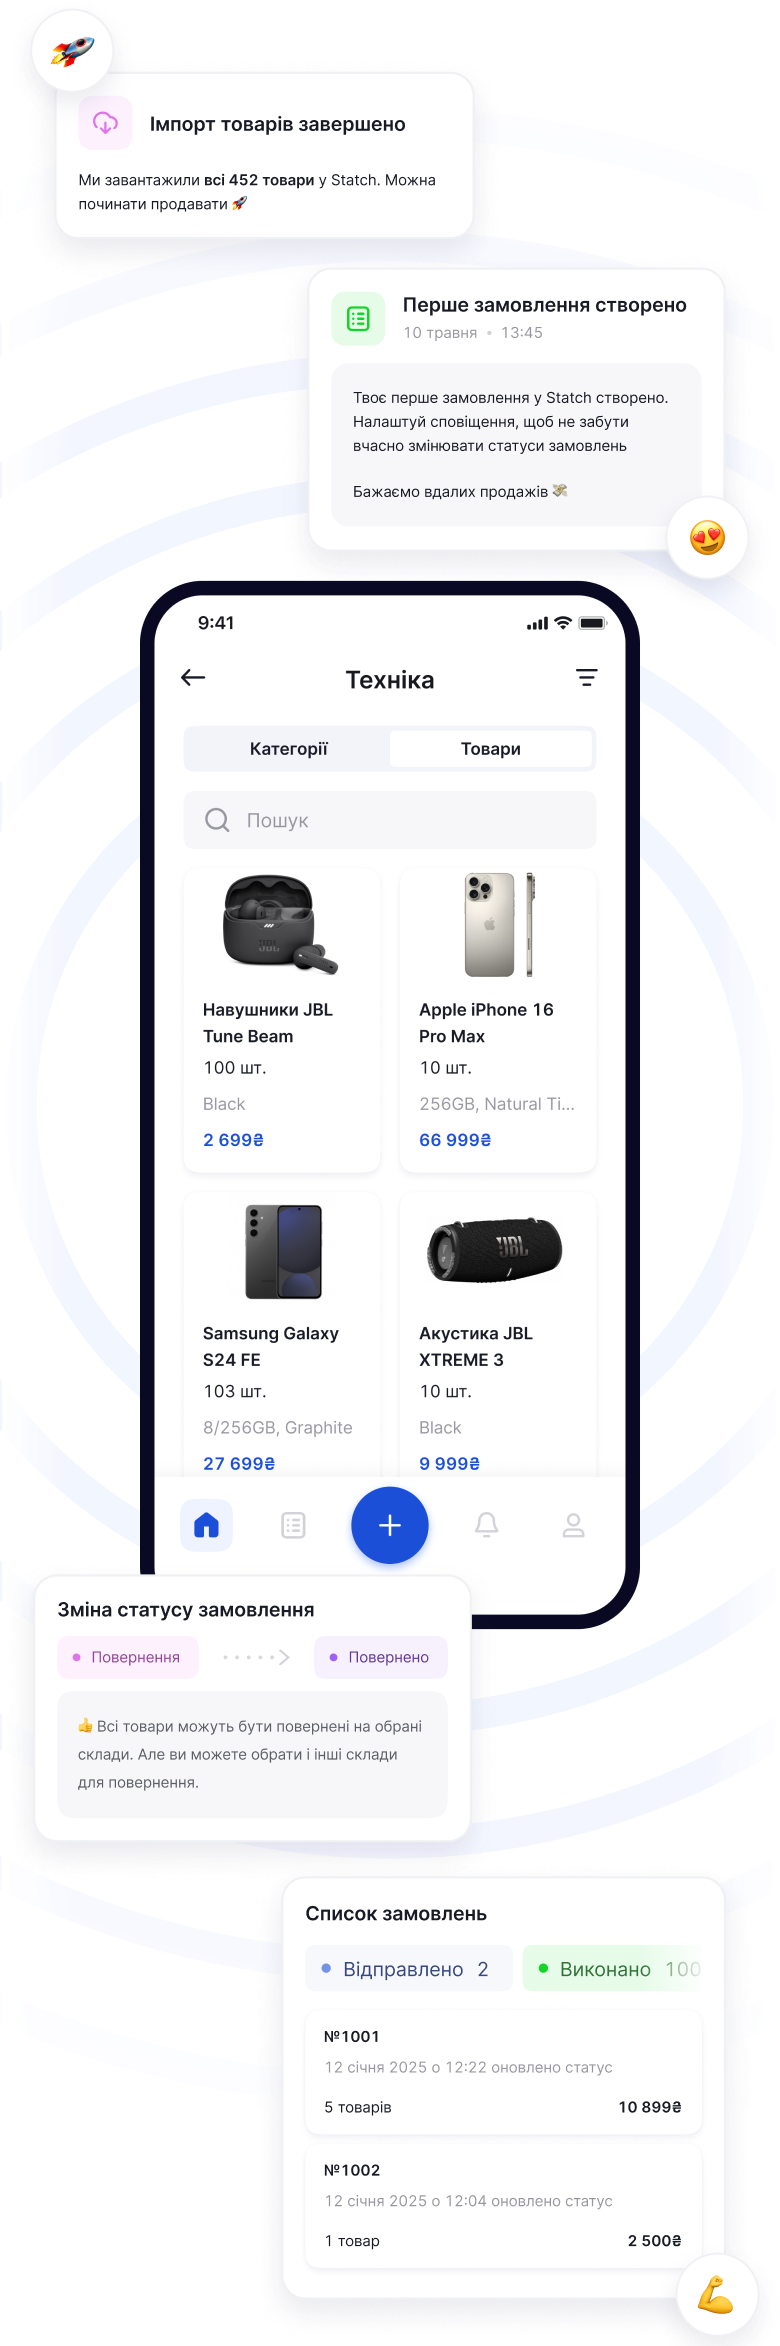 Імпорт товарів завершено
Ми завантажили всі 452 товари у Statch. Можна
починати продавати 🚀
Перше замовлення створено
10 травня • 13:45
Твоє перше замовлення у Statch створено.
Налаштуй сповіщення, щоб не забути
вчасно змінювати статуси замовлень
Бажаємо вдалих продажів 💸
9:41
Техніка
Категорії Товари
Пошук
Навушники JBL
Tune Beam
100 шт.
Black
2 699₴
Apple iPhone 16
Pro Max
10 шт.
256GB, Natural Ti...
66 999₴
JBL
Samsung Galaxy
S24 FE
103 шт.
8/256GB, Graphite
27 699₴
JBL
Акустика JBL
XTREME 3
10 шт.
Black
9 999₴
Зміна статусу замовлення
Повернення Повернено
👍 Всі товари можуть бути повернені на обрані
склади. Але ви можете обрати і інші склади
для повернення.
Список замовлень
Відправлено 2 Виконано 100
№1001
12 січня 2025 о 12:22 оновлено статус
5 товарів 10 899₴
№1002
12 січня 2025 о 12:04 оновлено статус
1 товар 2 500₴